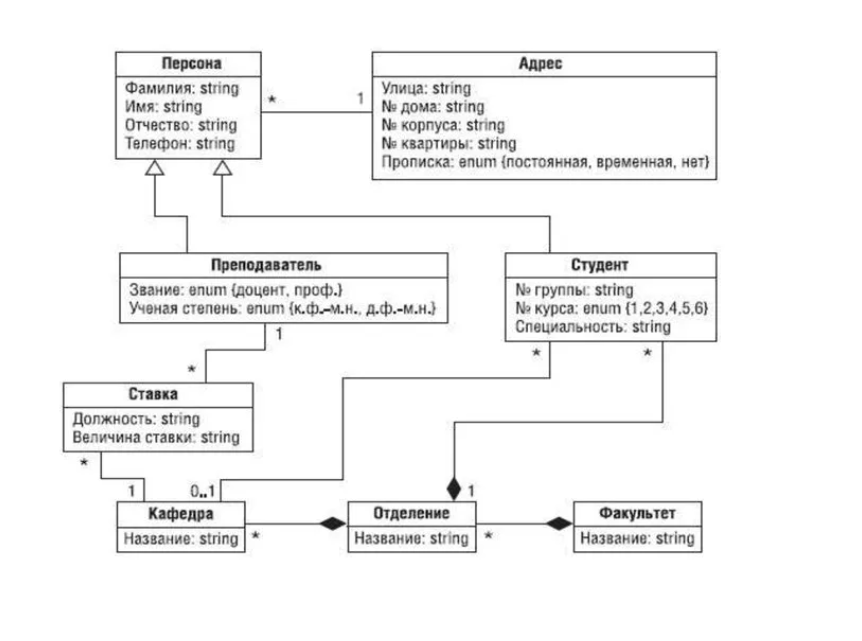 Персона
Фамилия: string
Имя: string
Отчество: string
Телефон: string
*
1
Адрес
Улица: string
№ дома: string
№ корпуса: string
№ квартиры: string
Прописка: enum {постоянная, временная, нет}
Преподаватель
Звание: enum {доцент, проф.}
Ученая степень: enum {к.ф.-м.н., д.ф.-м.н.}
Студент
№ группы: string
№ курса: enum {1,2,3,4,5,6}
Специальность: string
1
*
*
*
Ставка
Должность: string
Величина ставки: string
*
1
0..1
1
Кафедра
Название: string
*
Отделение
Название: string
*
Факультет
Название: string